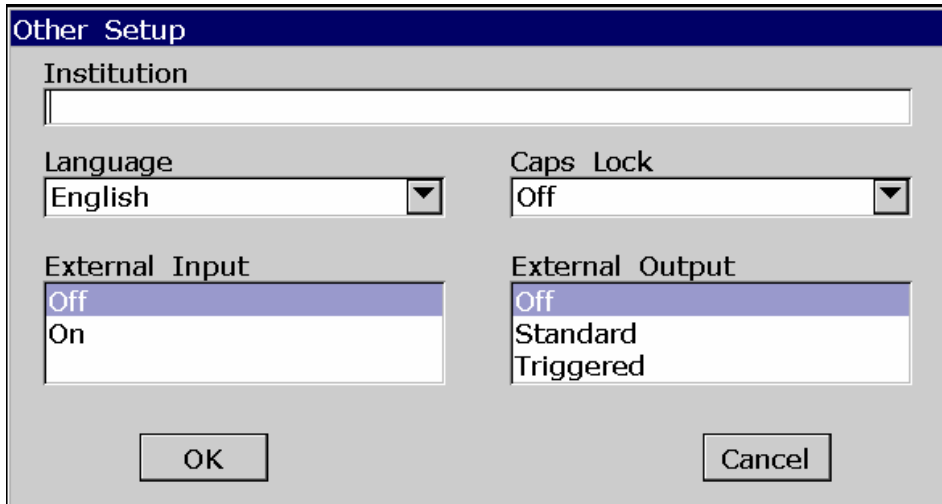 Other Setup
Institution
Language
English
Caps Lock
Off
External Input
Off
On
External Output
Off
Standard
Triggered
OK
Cancel